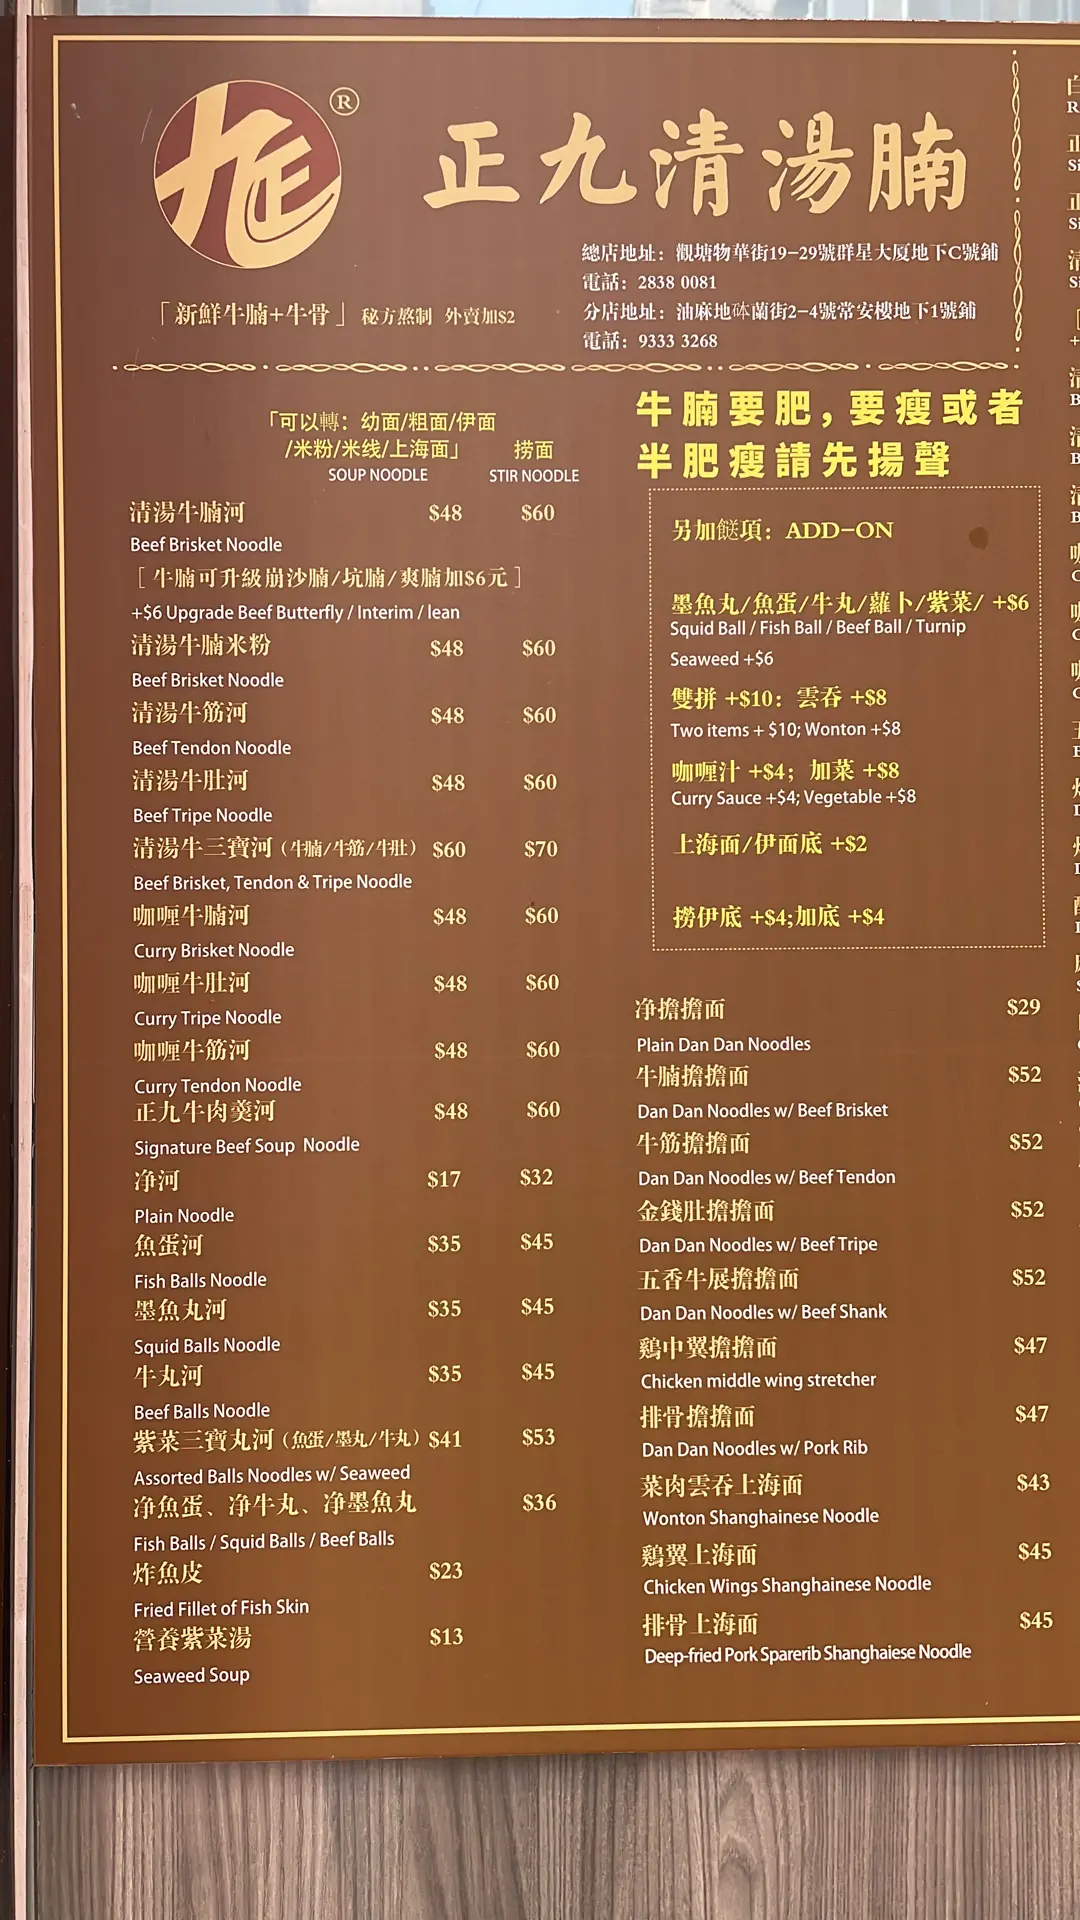 ®
正九清湯腩
總店地址：觀塘物華街19-29號群星大厦地下C號鋪
電話：2838 0081
分店地址：油麻地砵蘭街2-4號常安樓地下1號鋪
電話：9333 3268
「新鮮牛腩+牛骨」秘方熬制 外賣加$2
「可以轉：幼面/粗面/伊面
/米粉/米线/上海面」 捞面
SOUP NOODLE STIR NOODLE
清湯牛腩河 $48 $60
Beef Brisket Noodle
［牛腩可升級崩沙腩/坑腩/爽腩加$6元］
+$6 Upgrade Beef Butterfly / Interim / lean
清湯牛腩米粉 $48 $60
Beef Brisket Noodle
清湯牛筋河 $48 $60
Beef Tendon Noodle
清湯牛肚河 $48 $60
Beef Tripe Noodle
清湯牛三寶河（牛腩/牛筋/牛肚） $60 $70
Beef Brisket, Tendon & Tripe Noodle
咖喱牛腩河 $48 $60
Curry Brisket Noodle
咖喱牛肚河 $48 $60
Curry Tripe Noodle
咖喱牛筋河 $48 $60
Curry Tendon Noodle
正九牛肉羹河 $48 $60
Signature Beef Soup Noodle
净河 $17 $32
Plain Noodle
魚蛋河 $35 $45
Fish Balls Noodle
墨魚丸河 $35 $45
Squid Balls Noodle
牛丸河 $35 $45
Beef Balls Noodle
紫菜三寶丸河（魚蛋/墨丸/牛丸） $41 $53
Assorted Balls Noodles w/ Seaweed
净魚蛋、净牛丸、净墨魚丸 $36
Fish Balls / Squid Balls / Beef Balls
炸魚皮 $23
Fried Fillet of Fish Skin
營養紫菜湯 $13
Seaweed Soup
牛腩要肥，要瘦或者
半肥瘦請先揚聲
另加餸項：ADD-ON
墨魚丸/魚蛋/牛丸/蘿卜/紫菜/ +$6
Squid Ball / Fish Ball / Beef Ball / Turnip
Seaweed +$6
雙拼 +$10：雲吞 +$8
Two items + $10; Wonton +$8
咖喱汁 +$4；加菜 +$8
Curry Sauce +$4; Vegetable +$8
上海面/伊面底 +$2
撈伊底 +$4;加底 +$4
净擔擔面 $29
Plain Dan Dan Noodles
牛腩擔擔面 $52
Dan Dan Noodles w/ Beef Brisket
牛筋擔擔面 $52
Dan Dan Noodles w/ Beef Tendon
金錢肚擔擔面 $52
Dan Dan Noodles w/ Beef Tripe
五香牛展擔擔面 $52
Dan Dan Noodles w/ Beef Shank
鷄中翼擔擔面 $47
Chicken middle wing stretcher
排骨擔擔面 $47
Dan Dan Noodles w/ Pork Rib
菜肉雲吞上海面 $43
Wonton Shanghainese Noodle
鷄翼上海面 $45
Chicken Wings Shanghainese Noodle
排骨上海面 $45
Deep-fried Pork Sparerib Shanghaiese Noodle